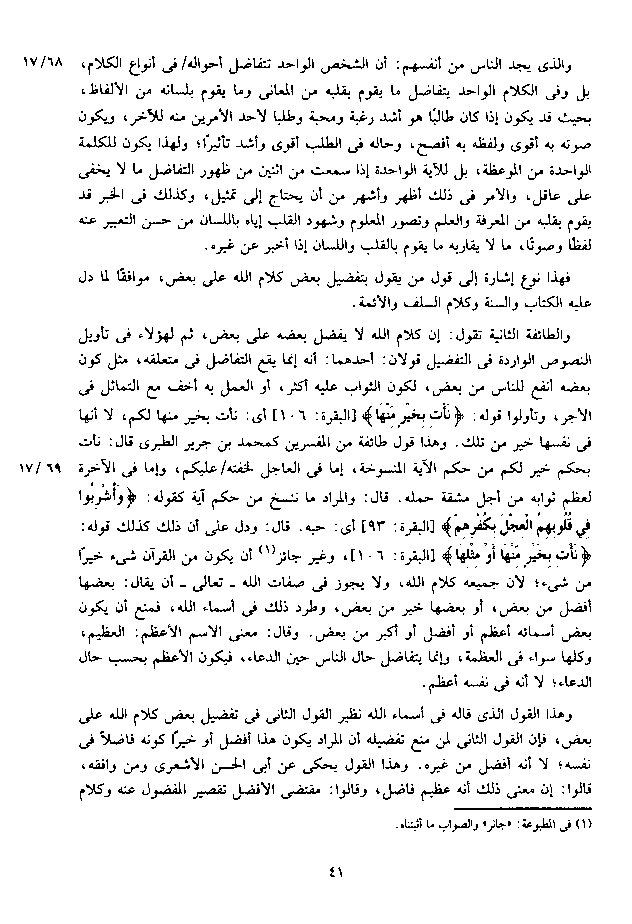 والذى يجد الناس من أنفسهم: أن الشخص الواحد تتفاضل أحواله/ فى أنواع الكلام، ١٧/٦٨
بل وفى الكلام الواحد يتفاضل ما يقوم بقلبه من المعانى وما يقوم بلسانه من الألفاظ،
بحيث قد يكون إذا كان طالبًا هو أشد رغبة ومحبة وطلبا لأحد الأمرين منه للآخر، ويكون
صوته به أقوى ولفظه به أفصح، وحاله فى الطلب أقوى وأشد تأثيرًا؛ ولهذا يكون للكلمة
الواحدة من الموعظة، بل للآية الواحدة إذا سمعت من اثنين من ظهور التفاضل ما لا يخفى
على عاقل، والأمر فى ذلك أظهر وأشهر من أن يحتاج إلى تمثيل، وكذلك فى الخبر قد
يقوم بقلبه من المعرفة والعلم وتصور المعلوم وشهود القلب إياه باللسان من حسن التعبير عنه
لفظًا وصوتًا، ما لا يقاربه ما يقوم بالقلب واللسان إذا أخبر عن غيره.
فهذا نوع إشارة إلى قول من يقول بتفضيل بعض كلام الله على بعض، موافقًا لما دل
عليه الكتاب والسنة وكلام السلف والأئمة.
والطائفة الثانية تقول: إن كلام الله لا يفضل بعضه على بعض، ثم لهؤلاء فى تأويل
النصوص الواردة فى التفضيل قولان: أحدهما: أنه إنما يقع التفاضل فى متعلقه، مثل كون
بعضه أنفع للناس من بعض، لكون الثواب عليه أكثر، أو العمل به أخف مع التماثل فى
الأجر، وتأولوا قوله: ﴿نَأْتِ بِخَيْرٍ مِّنْهَا﴾ [البقرة: ١٠٦] أى: نأت بخير منها لكم، لا أنها
فى نفسها خير من تلك. وهذا قول طائفة من المفسرين كمحمد بن جرير الطبرى قال: نأت
بحكم خير لكم من حكم الآية المنسوخة، إما فى العاجل لخفته/ عليكم، وإما فى الآخرة ١٧/٦٩
لعظم ثوابه من أجل مشقة حمله. قال: والمراد ما ننسخ من حكم آية كقوله: ﴿وَأُشْرِبُوا
فِي قُلُوبِهِمُ الْعِجْلَ بِكُفْرِهِمْ﴾ [البقرة: ٩٣] أى: حبه. قال: ودل على أن ذلك كذلك قوله:
﴿نَأْتِ بِخَيْرٍ مِّنْهَا أَوْ مِثْلِهَا﴾ [البقرة: ١٠٦]، وغير جائز(١) أن يكون من القرآن شىء خيرًا
من شىء؛ لأن جميعه كلام الله، ولا يجوز فى صفات الله ـ تعالى ـ أن يقال: بعضها
أفضل من بعض، أو بعضها خير من بعض، وطرد ذلك فى أسماء الله، فمنع أن يكون
بعض أسمائه أعظم أو أفضل أو أكبر من بعض. وقال: معنى الاسم الأعظم: العظيم،
وكلها سواء فى العظمة، وإنما يتفاضل حال الناس حين الدعاء، فيكون الأعظم بحسب حال
الدعاء؛ لا أنه فى نفسه أعظم.
وهذا القول الذى قاله فى أسماء الله نظير القول الثانى فى تفضيل بعض كلام الله على
بعض، فإن القول الثانى لمن منع تفضيله أن المراد يكون هذا أفضل أو خيرًا كونه فاضلاً فى
نفسه؛ لا أنه أفضل من غيره. وهذا القول يحكى عن أبى الحسن الأشعرى ومن وافقه،
قالوا: إن معنى ذلك أنه عظيم فاضل، وقالوا: مقتضى الأفضل تقصير المفضول عنه وكلام
(١) فى المطبوعة: «جائر» والصواب ما أثبتناه.
٤١